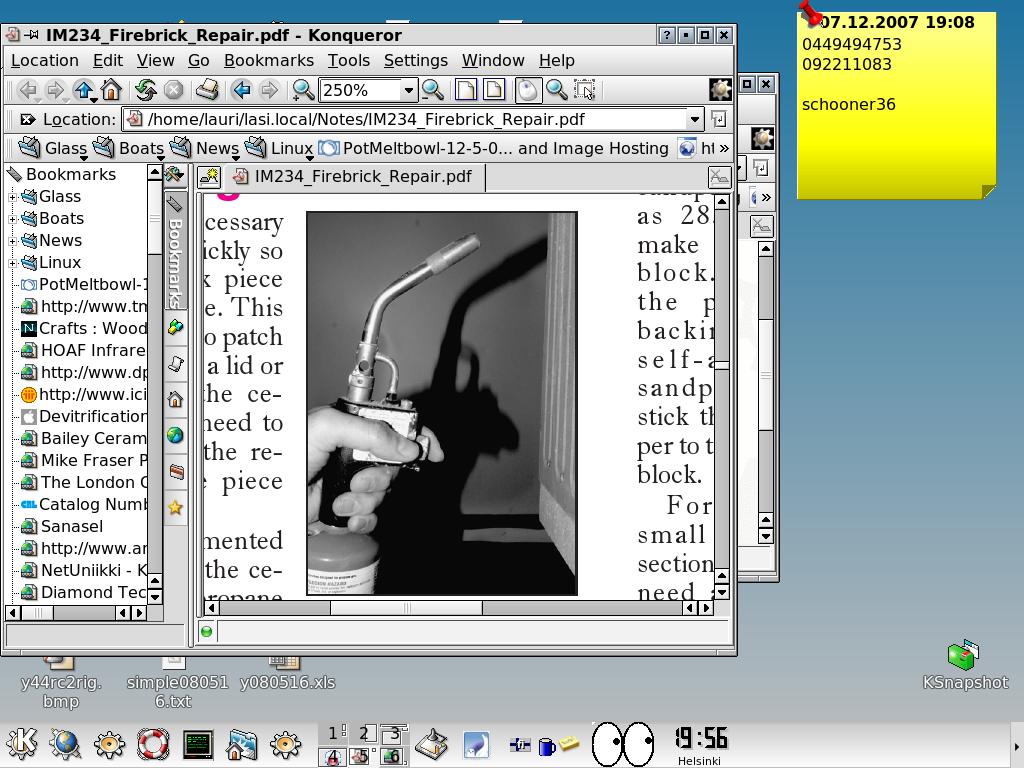 IM234_Firebrick_Repair.pdf - Konqueror
Location Edit View Go Bookmarks Tools Settings Window Help
250%
Location: /home/lauri/lasi.local/Notes/IM234_Firebrick_Repair.pdf
Glass Boats News Linux PotMeltbowl-12-5-0... and Image Hosting ht »
Bookmarks
Glass
Boats
News
Linux
PotMeltbowl-1
http://www.tm
Crafts : Wood
HOAF Infrare
http://www.dp
http://www.ici
Devitrification
Bailey Ceram
Mike Fraser P
The London
Catalog Numb
Sanasel
http://www.ar
NetUniikki - K
Diamond Tec
Bookmarks
IM234_Firebrick_Repair.pdf
cessary
ickly so
k piece
e. This
o patch
a lid or
the ce-
need to
the re-
piece
mented
the ce-
ropane
as 28
make
block.
the p
backin
self-a
sandp
stick th
per to t
block.
For
small
section
need a
07.12.2007 19:08
0449494753
092211083
schooner36
»
y44rc2rig.
bmp
simple08051
6.txt
y080516.xls
KSnapshot
1 2 3
4 5 6
19:56
Helsinki